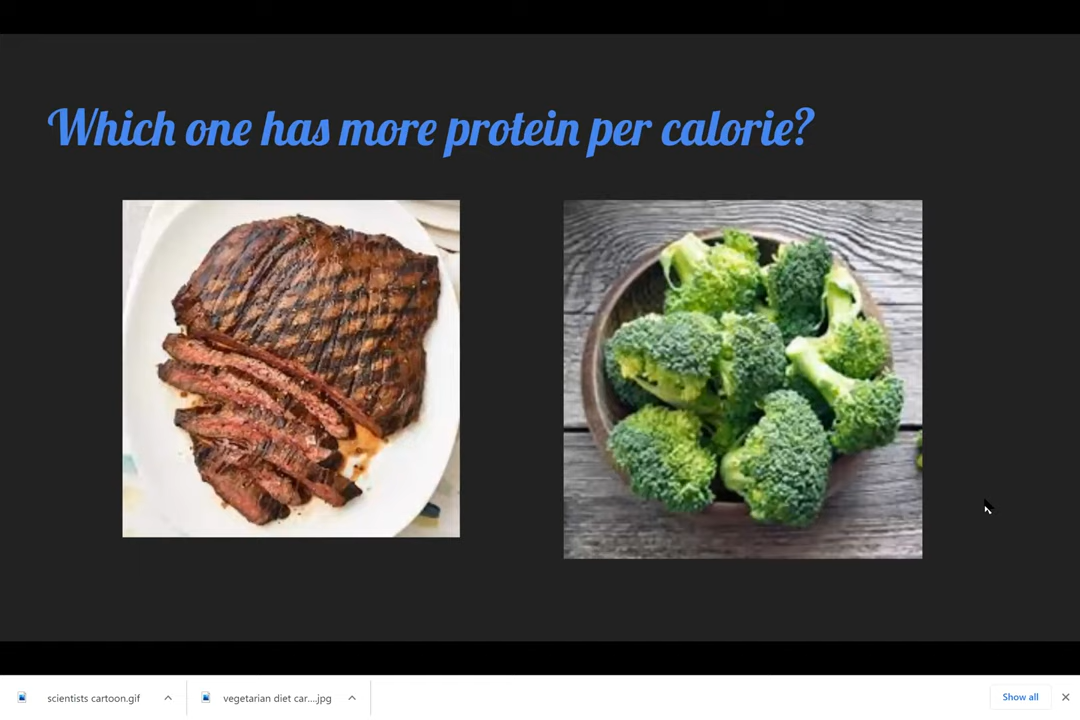 Which one has more protein per calorie?
scientists cartoon.gif
vegetarian diet car....jpg
Show all